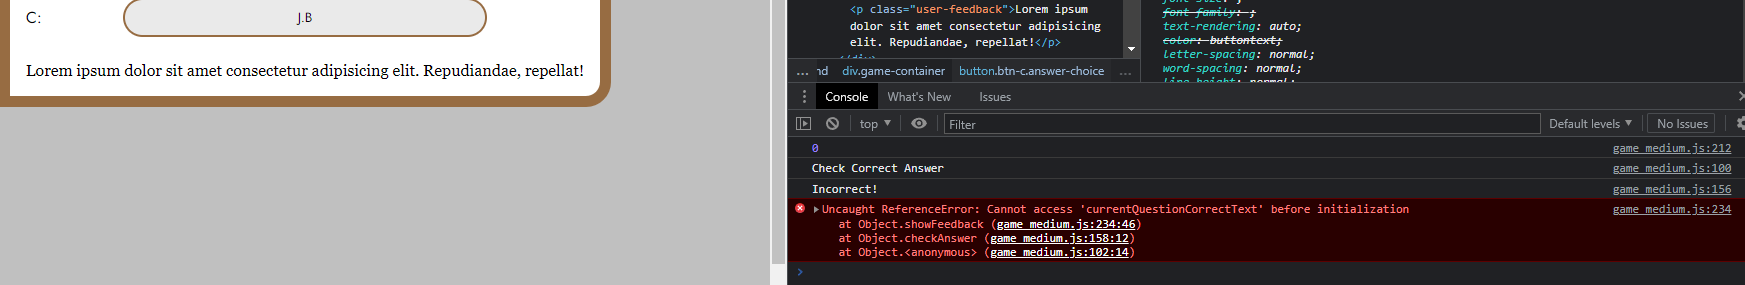 C:
J.B
Lorem ipsum dolor sit amet consectetur adipisicing elit. Repudiandae, repellat!
<p class="user-feedback">Lorem ipsum
dolor sit amet consectetur adipisicing
elit. Repudiandae, repellat!</p>
... nd div.game-container button.btn-c.answer-choice ...
font-family: ;
text-rendering: auto;
color: buttontext;
letter-spacing: normal;
word-spacing: normal;
line-height: normal;
Console What's New Issues
top Filter Default levels No Issues
0 game_medium.js:212
Check Correct Answer game_medium.js:100
Incorrect! game_medium.js:156
Uncaught ReferenceError: Cannot access 'currentQuestionCorrectText' before initialization game_medium.js:234
at Object.showFeedback (game_medium.js:234:46)
at Object.checkAnswer (game_medium.js:158:12)
at Object.<anonymous> (game_medium.js:102:14)